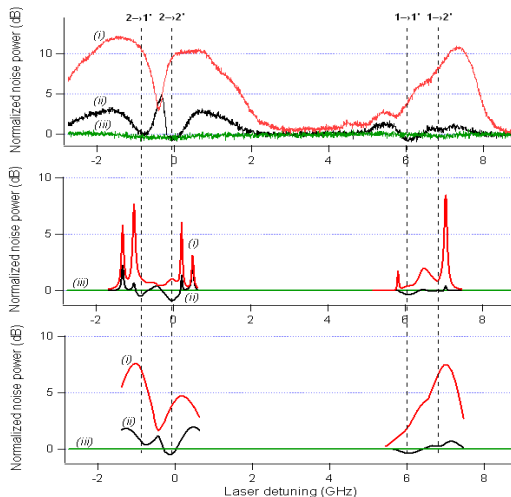 2→1' 2→2' 1→1' 1→2'
Normalized noise power (dB)
10
5
0
(i)
(ii)
(iii)
-2 0 2 4 6 8
Normalized noise power (dB)
10
5
0
(i)
(iii)
(ii)
-2 0 2 4 6 8
Normalized noise power (dB)
10
5
0
(i)
(ii)
(iii)
-2 0 2 4 6 8
Laser detuning (GHz)